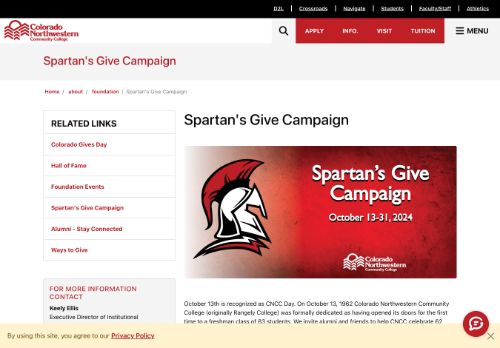 D2L
Crossroads
Navigate
Students
Faculty/Staff
Athletics
Colorado
Northwestern
Community College
APPLY
INFO.
VISIT
TUITION
MENU
Spartan's Give Campaign
Home / about / foundation / Spartan's Give Campaign
RELATED LINKS
Colorado Gives Day
Hall of Fame
Foundation Events
Spartan's Give Campaign
Alumni - Stay Connected
Ways to Give
FOR MORE INFORMATION
CONTACT
Keely Ellis
Executive Director of Institutional
Spartan's Give Campaign
Spartan's Give
Campaign
October 13-31, 2024
Colorado
Northwestern
Community College
October 13th is recognized as CNCC Day. On October 13, 1962 Colorado Northwestern Community
College (originally Rangely College) was formally dedicated as having opened its doors for the first
time to a freshman class of 83 students. We invite alumni and friends to help CNCC celebrate 62
By using this site, you agree to our Privacy Policy